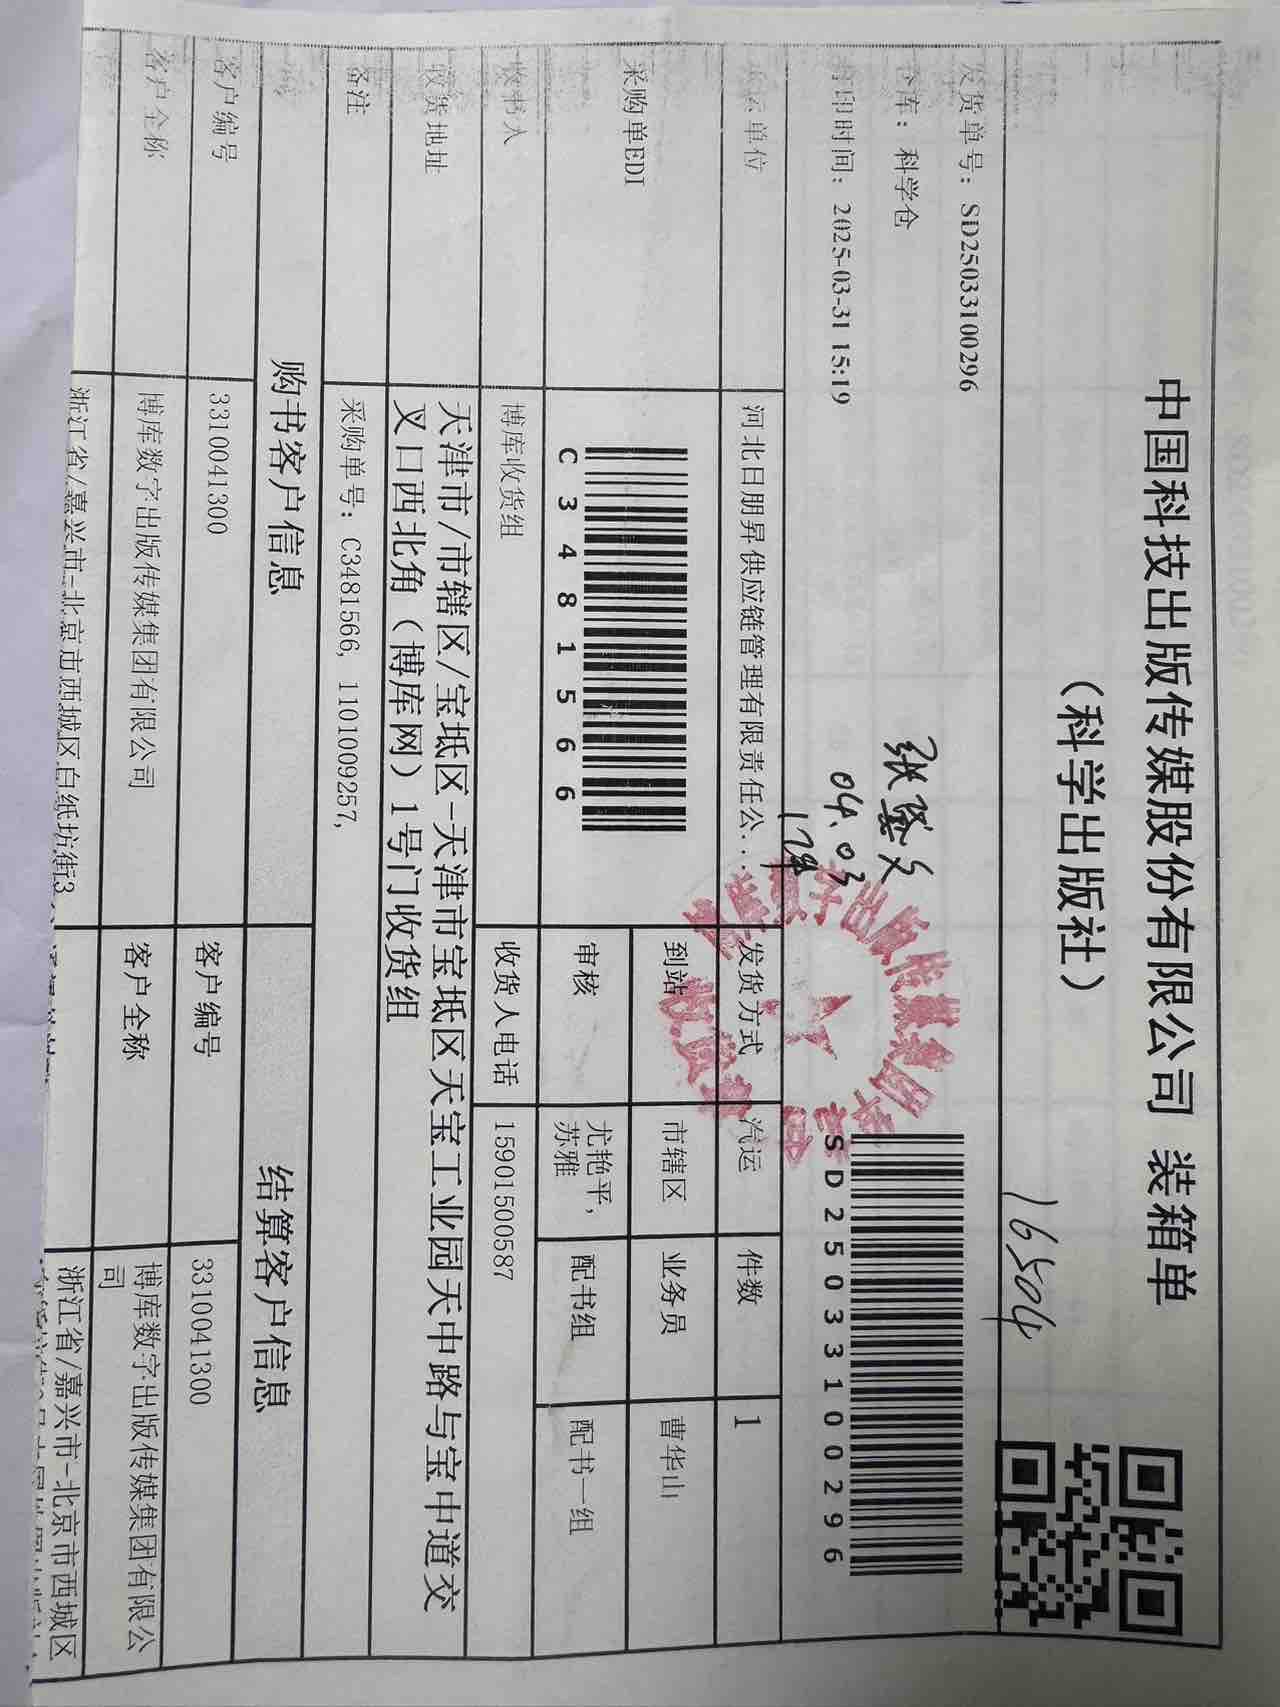 中国科技出版传媒股份有限公司 装箱单
（科学出版社）
16504
发货单号：SD25033100296
仓库：科学仓
打印时间：2025-03-31 15:19
SD25033100296
04.03
17件
承运单位 河北日朋昇供应链管理有限责任公... 发货方式 汽运 件数 1
采购单EDI C3481566 到站 市辖区 业务员 曹华山
审核 尤艳平，苏雅 配书组 配书一组
收书人 博库收货组 收货人电话 15901500587
收货地址 天津市/市辖区/宝坻区-天津市宝坻区天宝工业园天中路与宝中道交
叉口西北角（博库网）1号门收货组
备注 采购单号：C3481566, 1101009257,
购书客户信息 结算客户信息
客户编号 3310041300 客户编号 3310041300
客户全称 博库数字出版传媒集团有限公司 客户全称 博库数字出版传媒集团有限公
司
浙江省/嘉兴市-北京市西城区白纸坊街3 浙江省/嘉兴市-北京市西城区